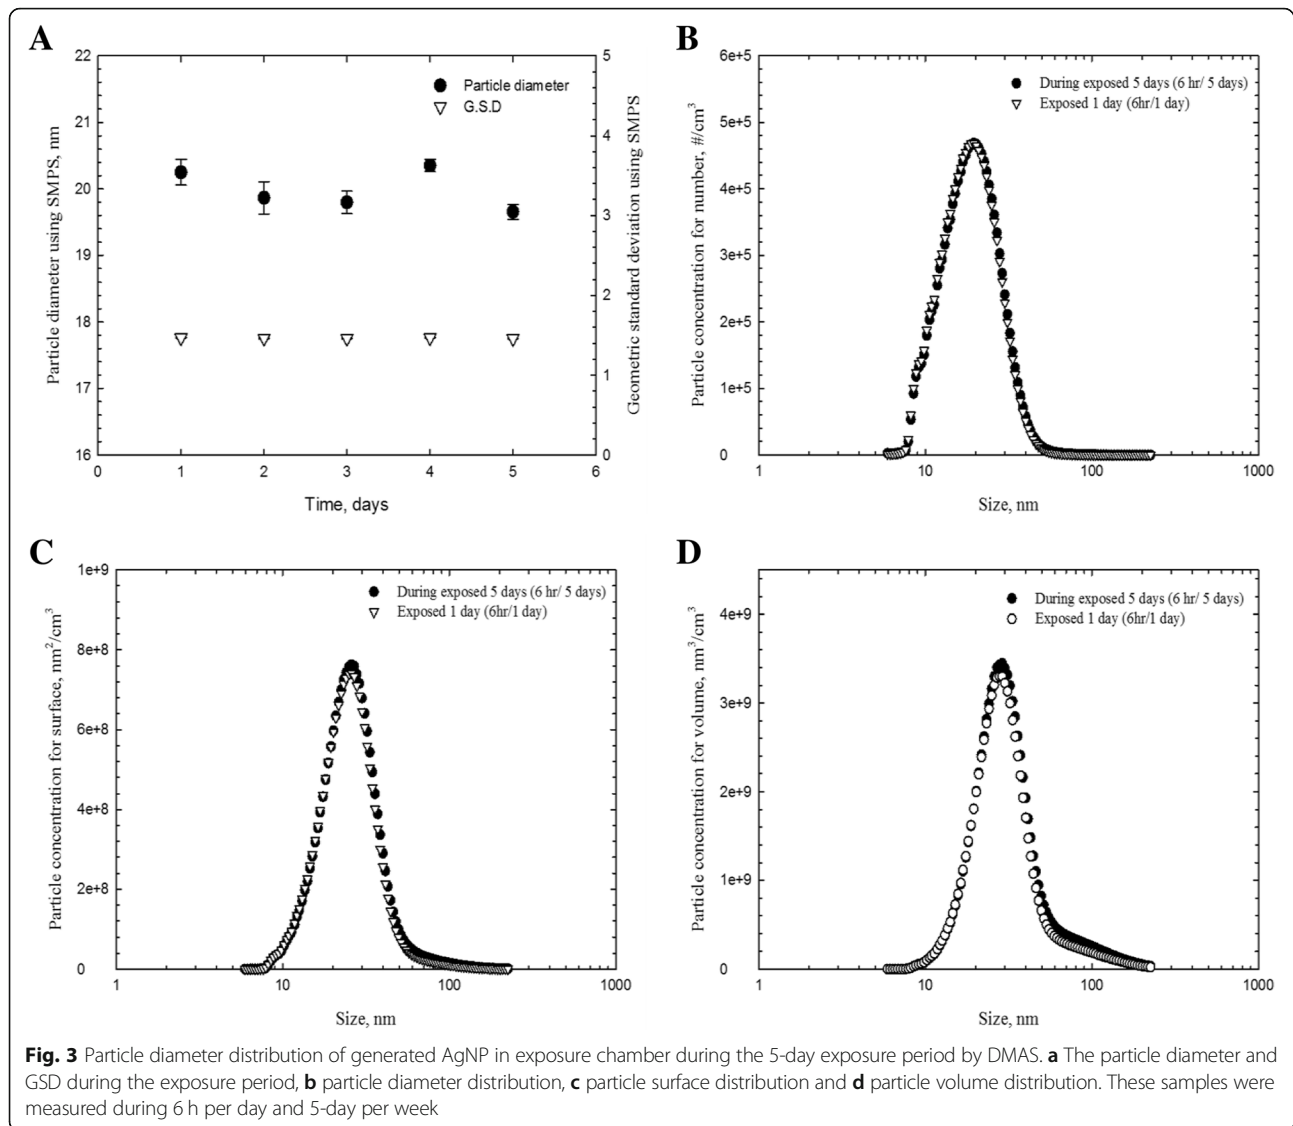 A
22
21
20
19
18
17
16
Particle diameter using SMPS, nm
Particle diameter
G.S.D
5
4
3
2
1
0
Geometric standard deviation using SMPS
0 1 2 3 4 5 6
Time, days
B
6e+5
5e+5
4e+5
3e+5
2e+5
1e+5
0
Particle concentration for number, #/cm³
During exposed 5 days (6 hr/ 5 days)
Exposed 1 day (6hr/1 day)
1 10 100 1000
Size, nm
C
1e+9
8e+8
6e+8
4e+8
2e+8
0
Particle concentration for surface, nm²/cm³
During exposed 5 days (6 hr/ 5 days)
Exposed 1 day (6hr/1 day)
1 10 100 1000
Size, nm
D
4e+9
3e+9
2e+9
1e+9
0
Particle concentration for volume, nm³/cm³
During exposed 5 days (6 hr/ 5 days)
Exposed 1 day (6hr/1 day)
1 10 100 1000
Size, nm
Fig. 3 Particle diameter distribution of generated AgNP in exposure chamber during the 5-day exposure period by DMAS. a The particle diameter and
GSD during the exposure period, b particle diameter distribution, c particle surface distribution and d particle volume distribution. These samples were
measured during 6 h per day and 5-day per week